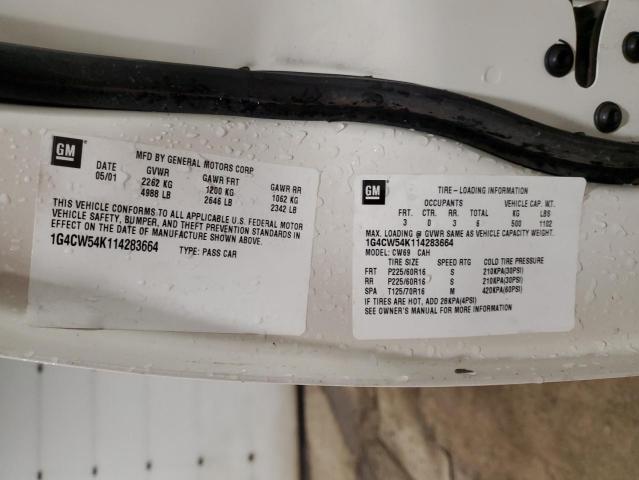 GM
MFD BY GENERAL MOTORS CORP
DATE GVWR GAWR FRT GAWR RR
05/01 2262 KG 1200 KG 1062 KG
4988 LB 2646 LB 2342 LB
THIS VEHICLE CONFORMS TO ALL APPLICABLE U.S. FEDERAL MOTOR
VEHICLE SAFETY, BUMPER, AND THEFT PREVENTION STANDARDS IN
EFFECT ON THE DATE OF MANUFACTURE SHOWN ABOVE.
1G4CW54K114283664 TYPE: PASS CAR
GM
TIRE-LOADING INFORMATION
OCCUPANTS VEHICLE CAP. WT.
FRT. CTR. RR. TOTAL KG LBS
3 0 3 6 500 1102
MAX. LOADING @ GVWR SAME AS VEHICLE CAPACITY WEIGHT.
1G4CW54K114283664
MODEL: CW69 CAH
TIRE SIZE SPEED RTG COLD TIRE PRESSURE
FRT P225/60R16 S 210KPA(30PSI)
RR P225/60R16 S 210KPA(30PSI)
SPA T125/70R16 M 420KPA(60PSI)
IF TIRES ARE HOT, ADD 28KPA(4PSI)
SEE OWNER'S MANUAL FOR MORE INFORMATION